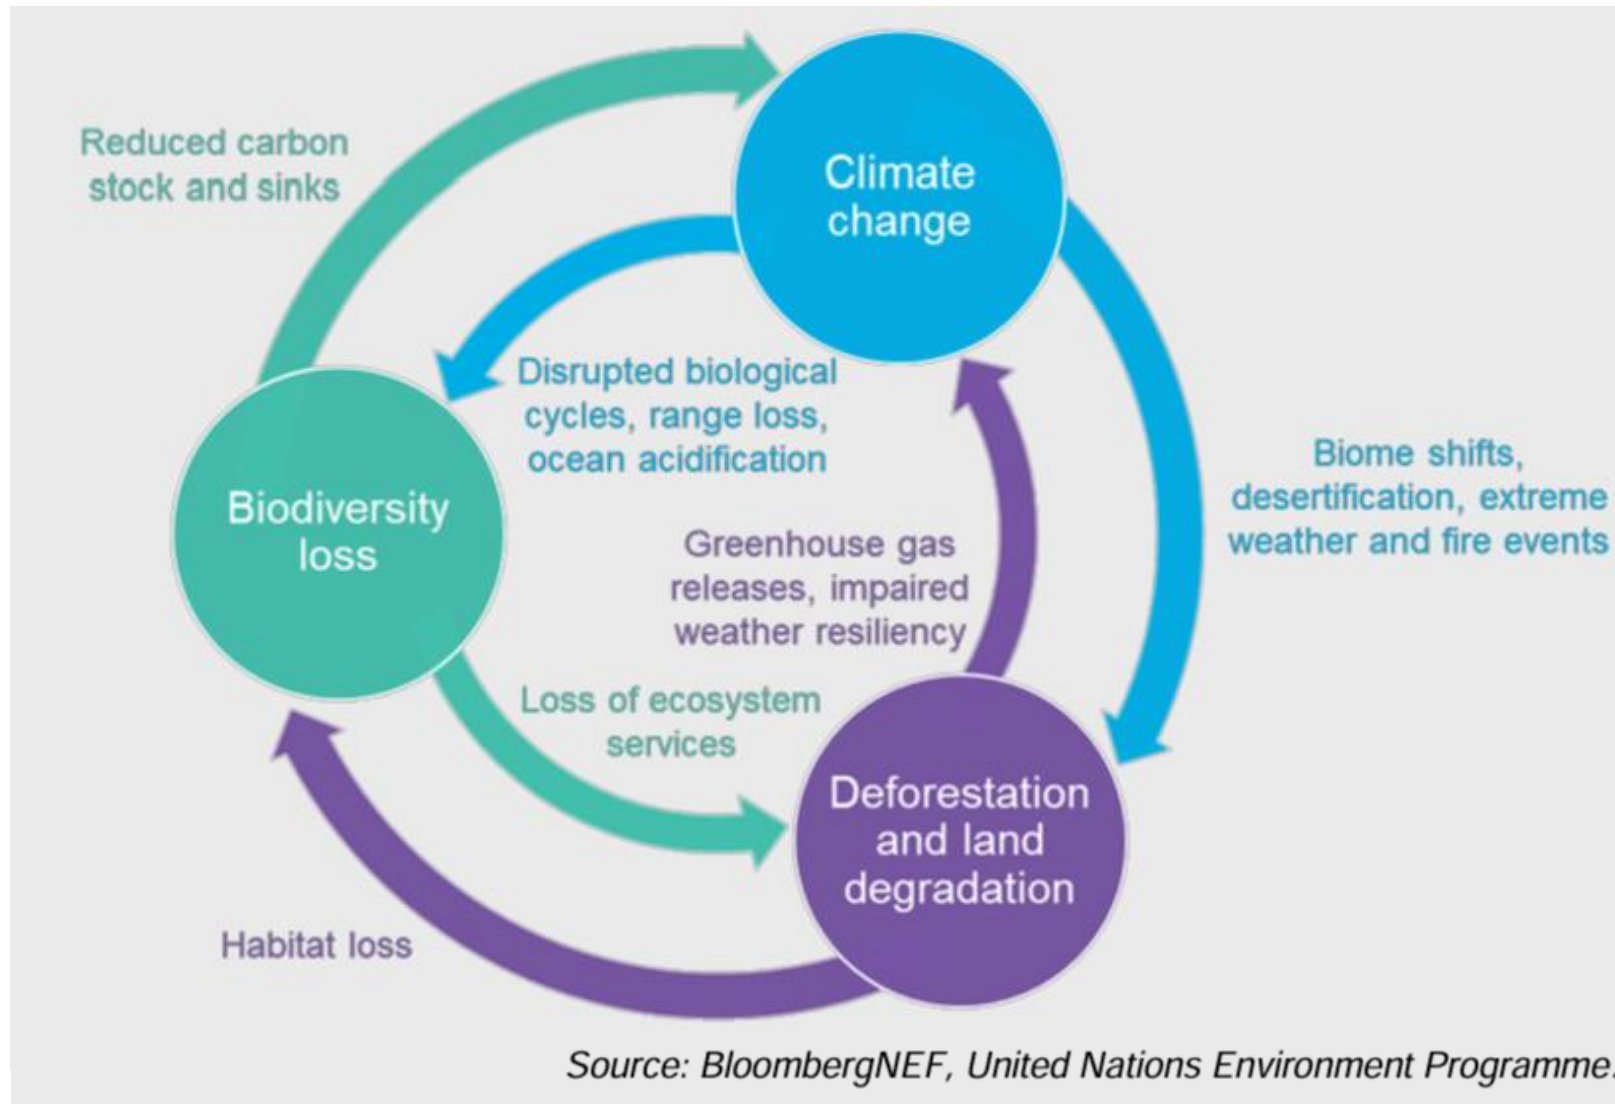 Reduced carbon
stock and sinks
Climate
change
Disrupted biological
cycles, range loss,
ocean acidification
Biome shifts,
desertification, extreme
weather and fire events
Biodiversity
loss
Greenhouse gas
releases, impaired
weather resiliency
Loss of ecosystem
services
Deforestation
and land
degradation
Habitat loss
Source: BloombergNEF, United Nations Environment Programme.